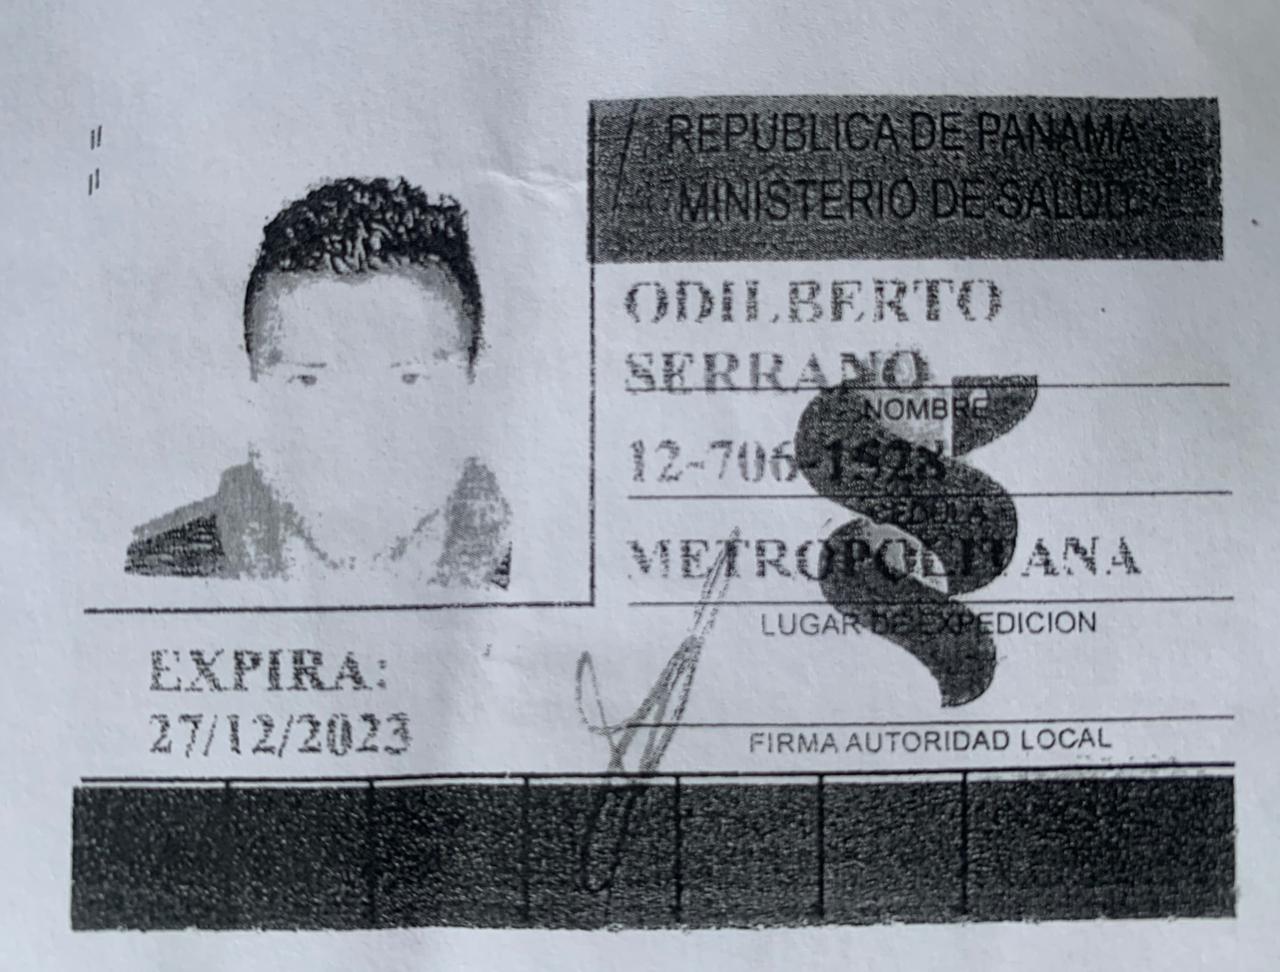 REPUBLICA DE PANAMA
MINISTERIO DE SALUD
ODILBERTO
SERRANO
NOMBRE
12-706-1528
CEDULA
METROPOLITANA
LUGAR DE EXPEDICION
EXPIRA:
27/12/2023
FIRMA AUTORIDAD LOCAL